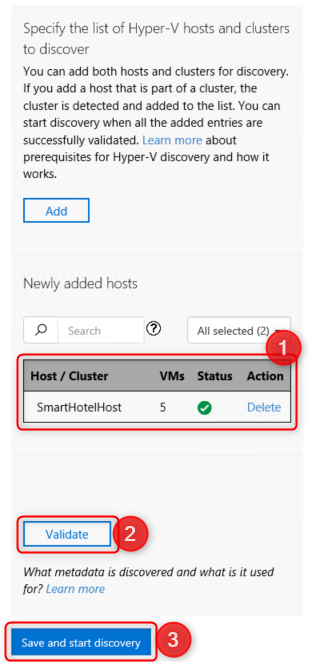 Specify the list of Hyper-V hosts and clusters
to discover
You can add both hosts and clusters for discovery.
If you add a host that is part of a cluster, the
cluster is detected and added to the list. You can
start discovery when all the added entries are
successfully validated. Learn more about
prerequisites for Hyper-V discovery and how it
works.
Add
Newly added hosts
Search
?
All selected (2)
1
Host / Cluster VMs Status Action
SmartHotelHost 5 Delete
Validate
2
What metadata is discovered and what is it used
for? Learn more
Save and start discovery
3